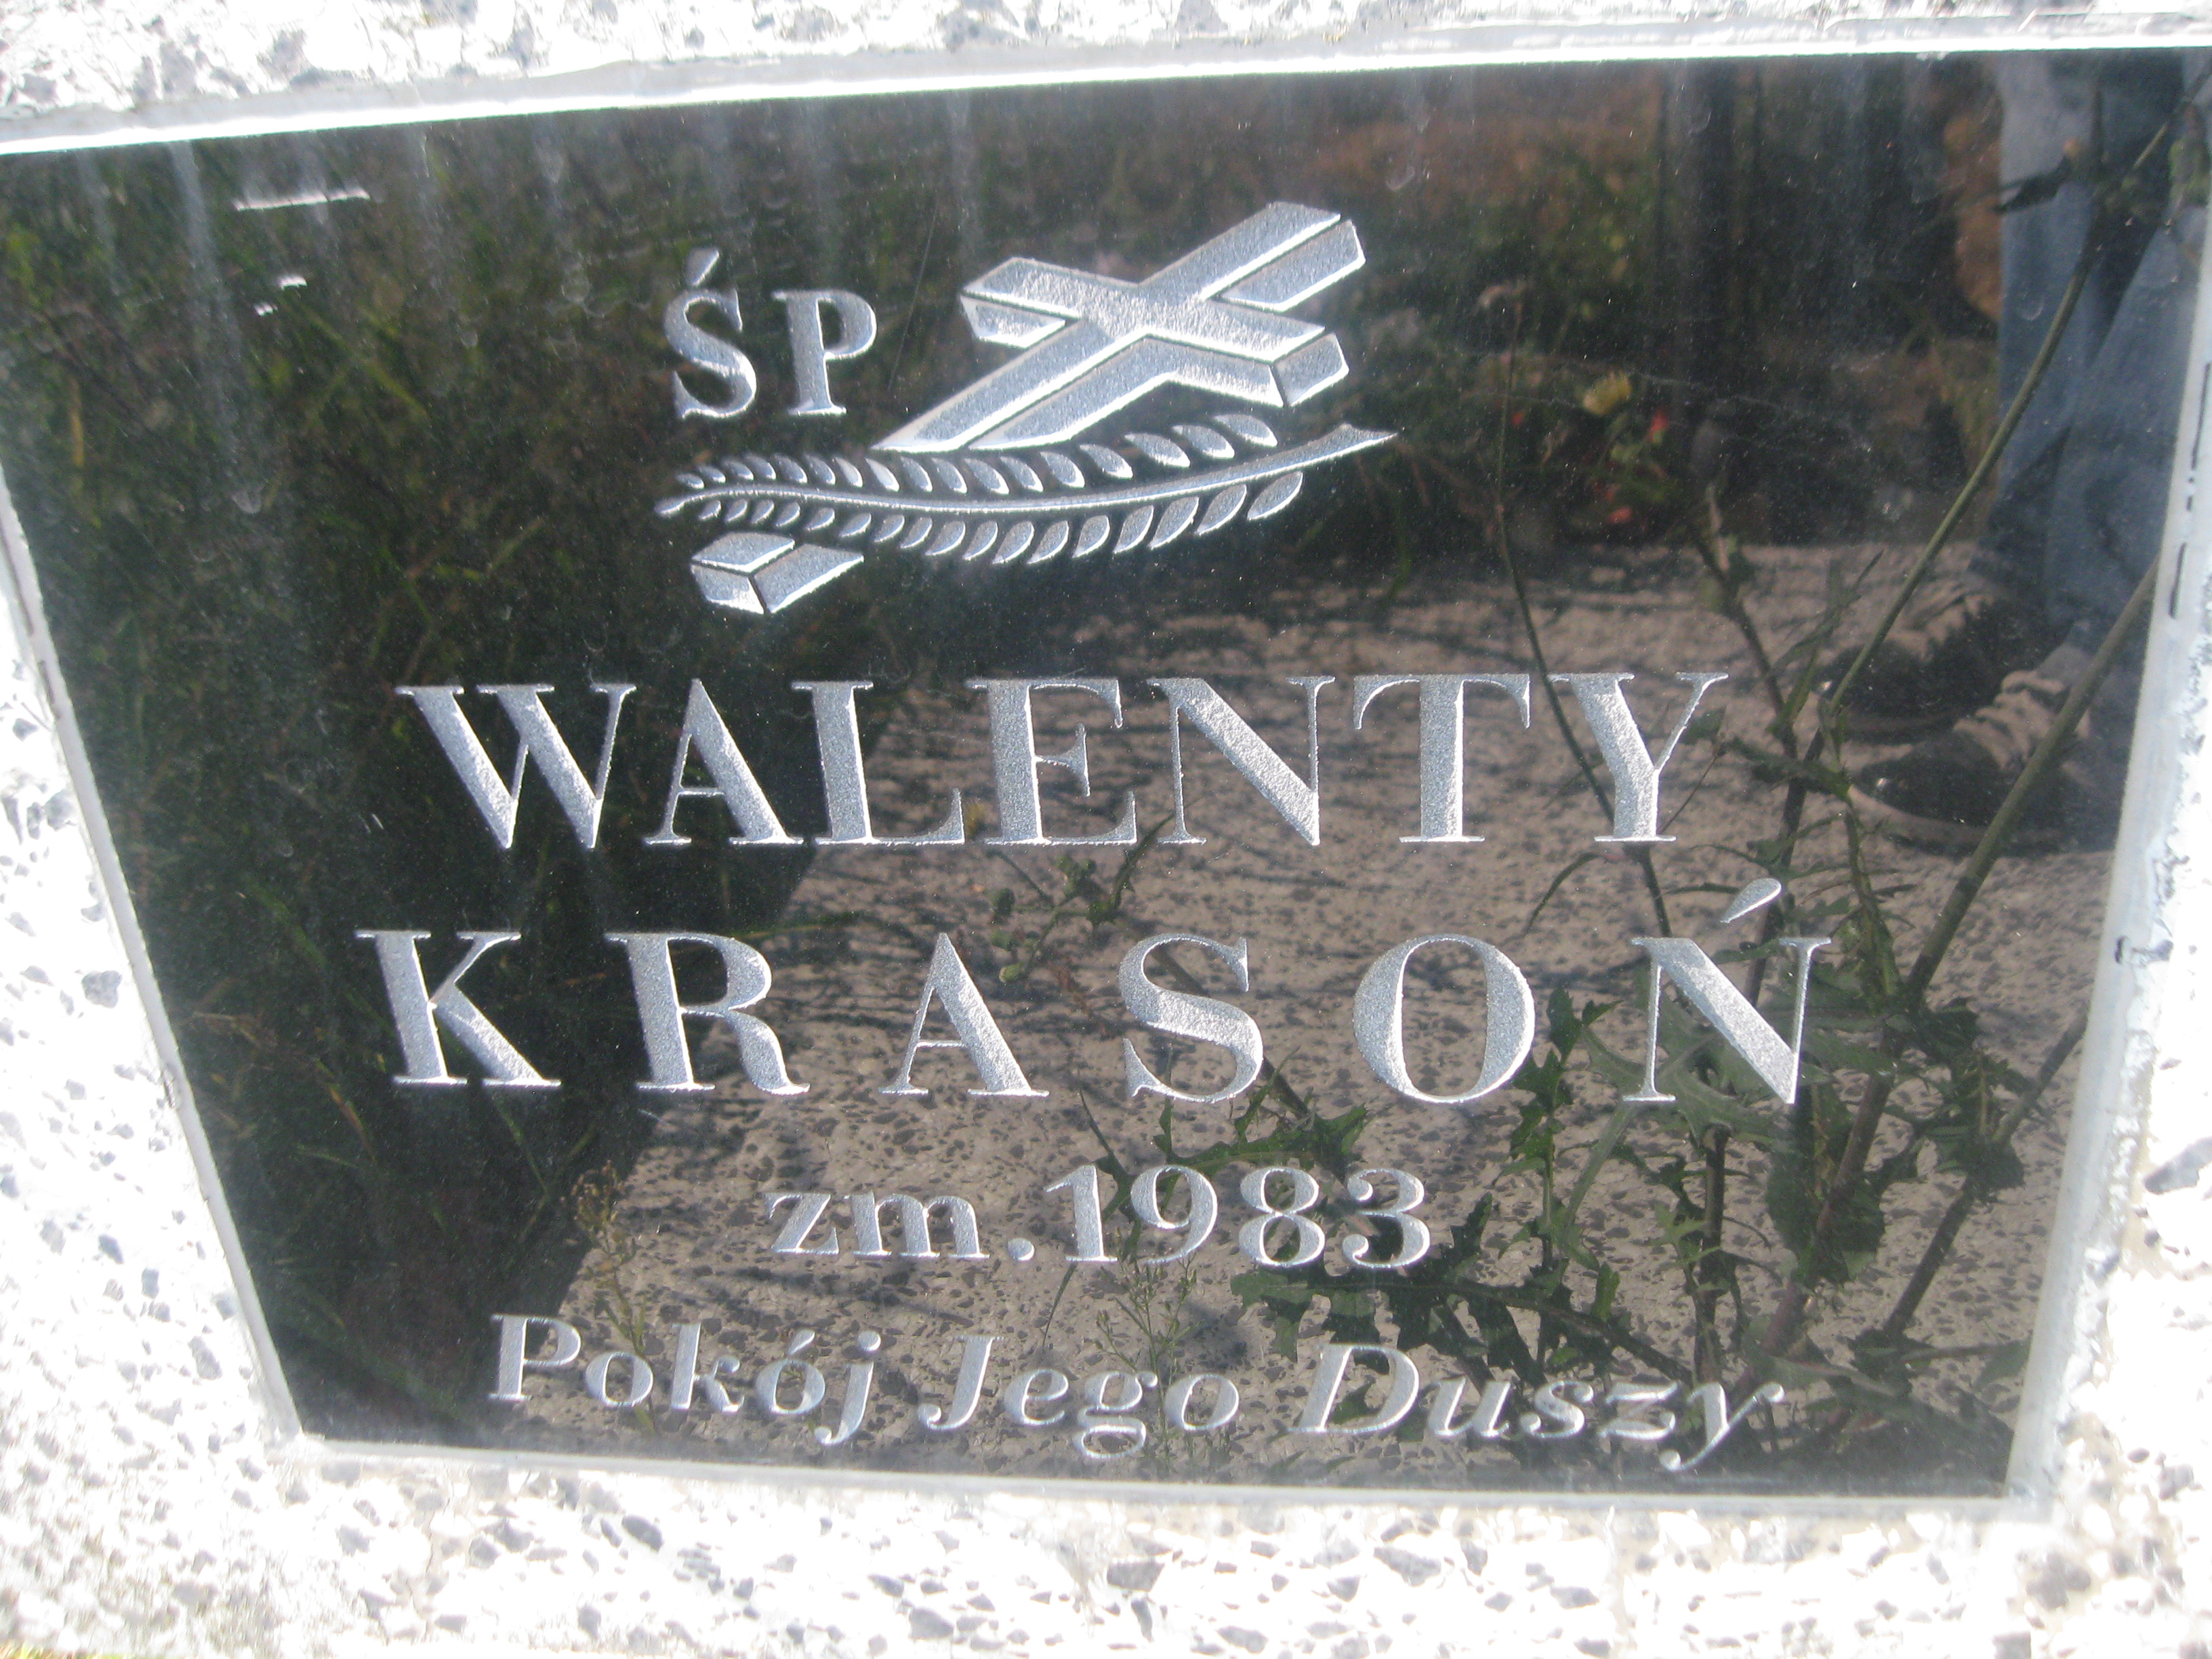 ŚP
WALENTY
KRASOŃ
zm. 1983
Pokój Jego Duszy